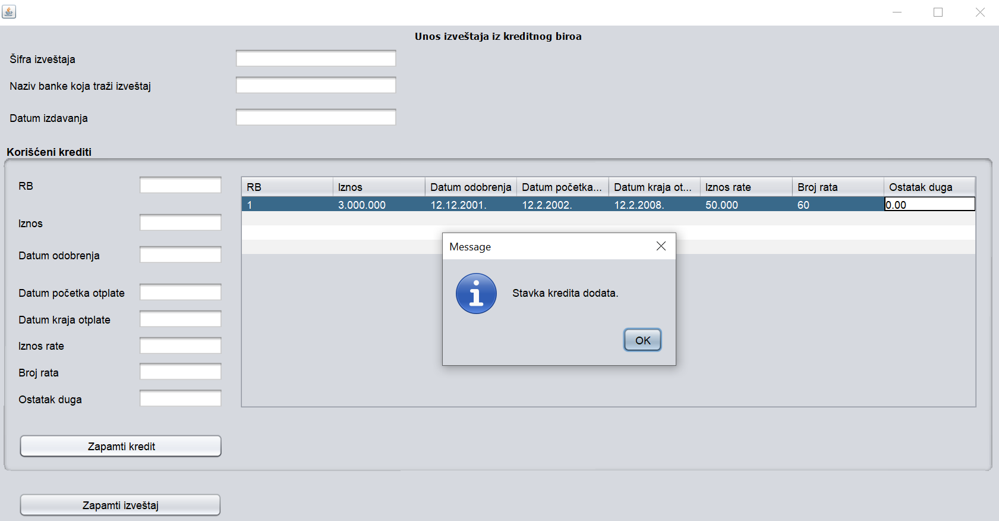 Unos izveštaja iz kreditnog biroa
Šifra izveštaja
Naziv banke koja traži izveštaj
Datum izdavanja
Korišćeni krediti
RB
Iznos
Datum odobrenja
Datum početka otplate
Datum kraja otplate
Iznos rate
Broj rata
Ostatak duga
Zapamti kredit
RB Iznos Datum odobrenja Datum početka... Datum kraja ot... Iznos rate Broj rata Ostatak duga
1 3.000.000 12.12.2001. 12.2.2002. 12.2.2008. 50.000 60 0.00
Message
Stavka kredita dodata.
OK
Zapamti izveštaj